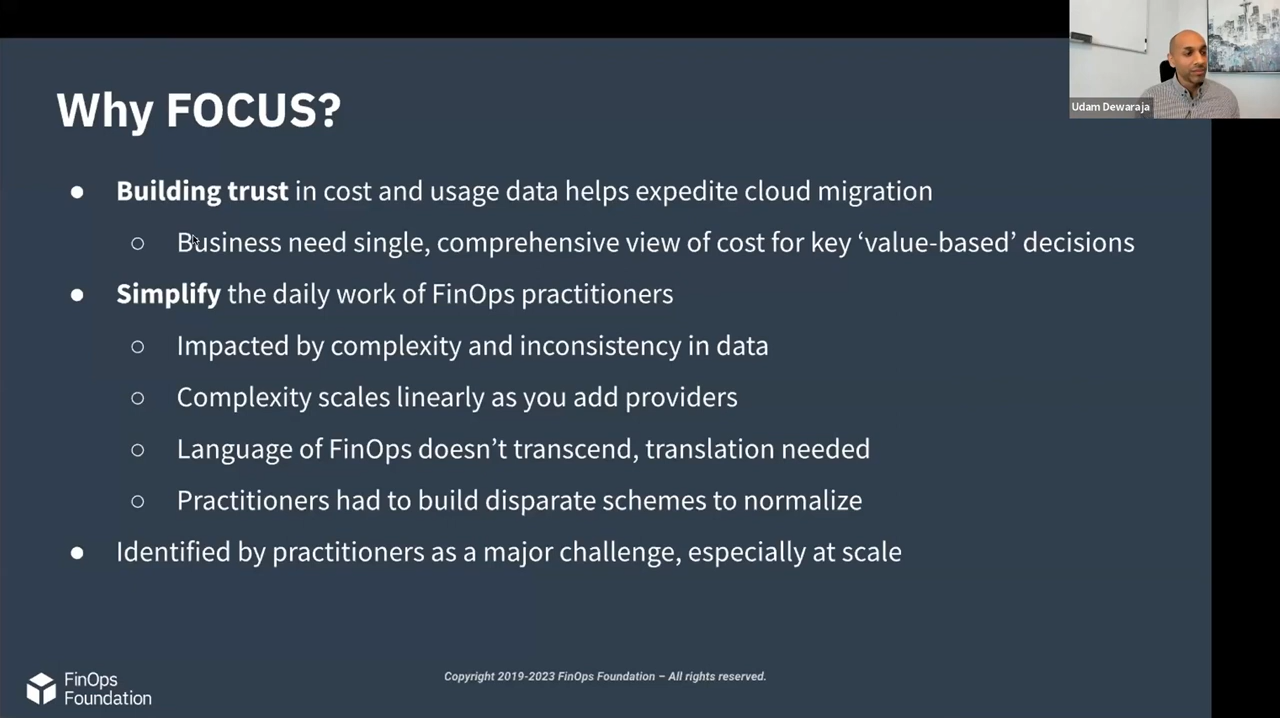 Why FOCUS?
Udam Dewaraja
● Building trust in cost and usage data helps expedite cloud migration
○ Business need single, comprehensive view of cost for key ‘value-based’ decisions
● Simplify the daily work of FinOps practitioners
○ Impacted by complexity and inconsistency in data
○ Complexity scales linearly as you add providers
○ Language of FinOps doesn’t transcend, translation needed
○ Practitioners had to build disparate schemes to normalize
● Identified by practitioners as a major challenge, especially at scale
FinOps
Foundation
Copyright 2019-2023 FinOps Foundation – All rights reserved.